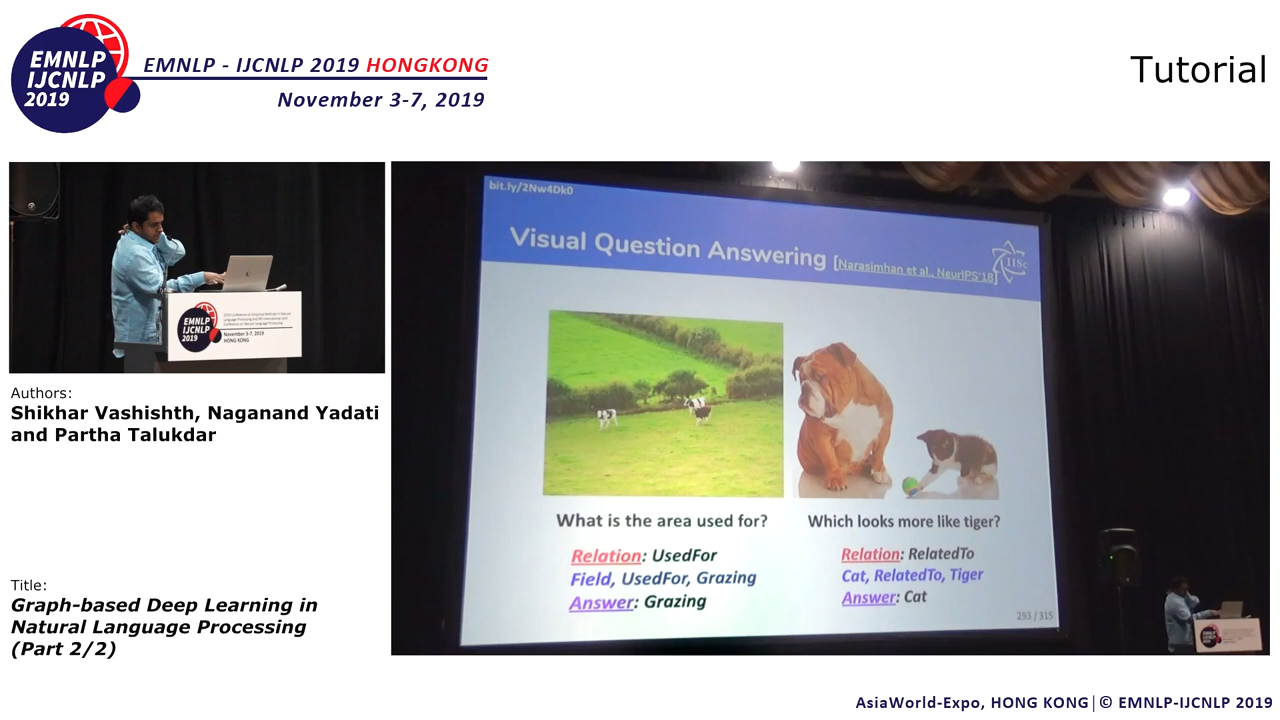 EMNLP
IJCNLP
2019
EMNLP - IJCNLP 2019 HONGKONG
November 3-7, 2019
Tutorial
bit.ly/2Nw4Dk0
Visual Question Answering [Narasimhan et al., NeurIPS'18]
IISc
What is the area used for?
Relation: UsedFor
Field, UsedFor, Grazing
Answer: Grazing
Which looks more like tiger?
Relation: RelatedTo
Cat, RelatedTo, Tiger
Answer: Cat
293 / 315
EMNLP
IJCNLP
2019
November 3-7, 2019
HONG KONG
Authors:
Shikhar Vashishth, Naganand Yadati
and Partha Talukdar
Title:
Graph-based Deep Learning in
Natural Language Processing
(Part 2/2)
EMNLP
IJCNLP
2019
AsiaWorld-Expo, HONG KONG|© EMNLP-IJCNLP 2019